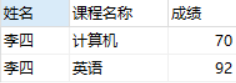 姓名 课程名称 成绩
李四 计算机 70
李四 英语 92